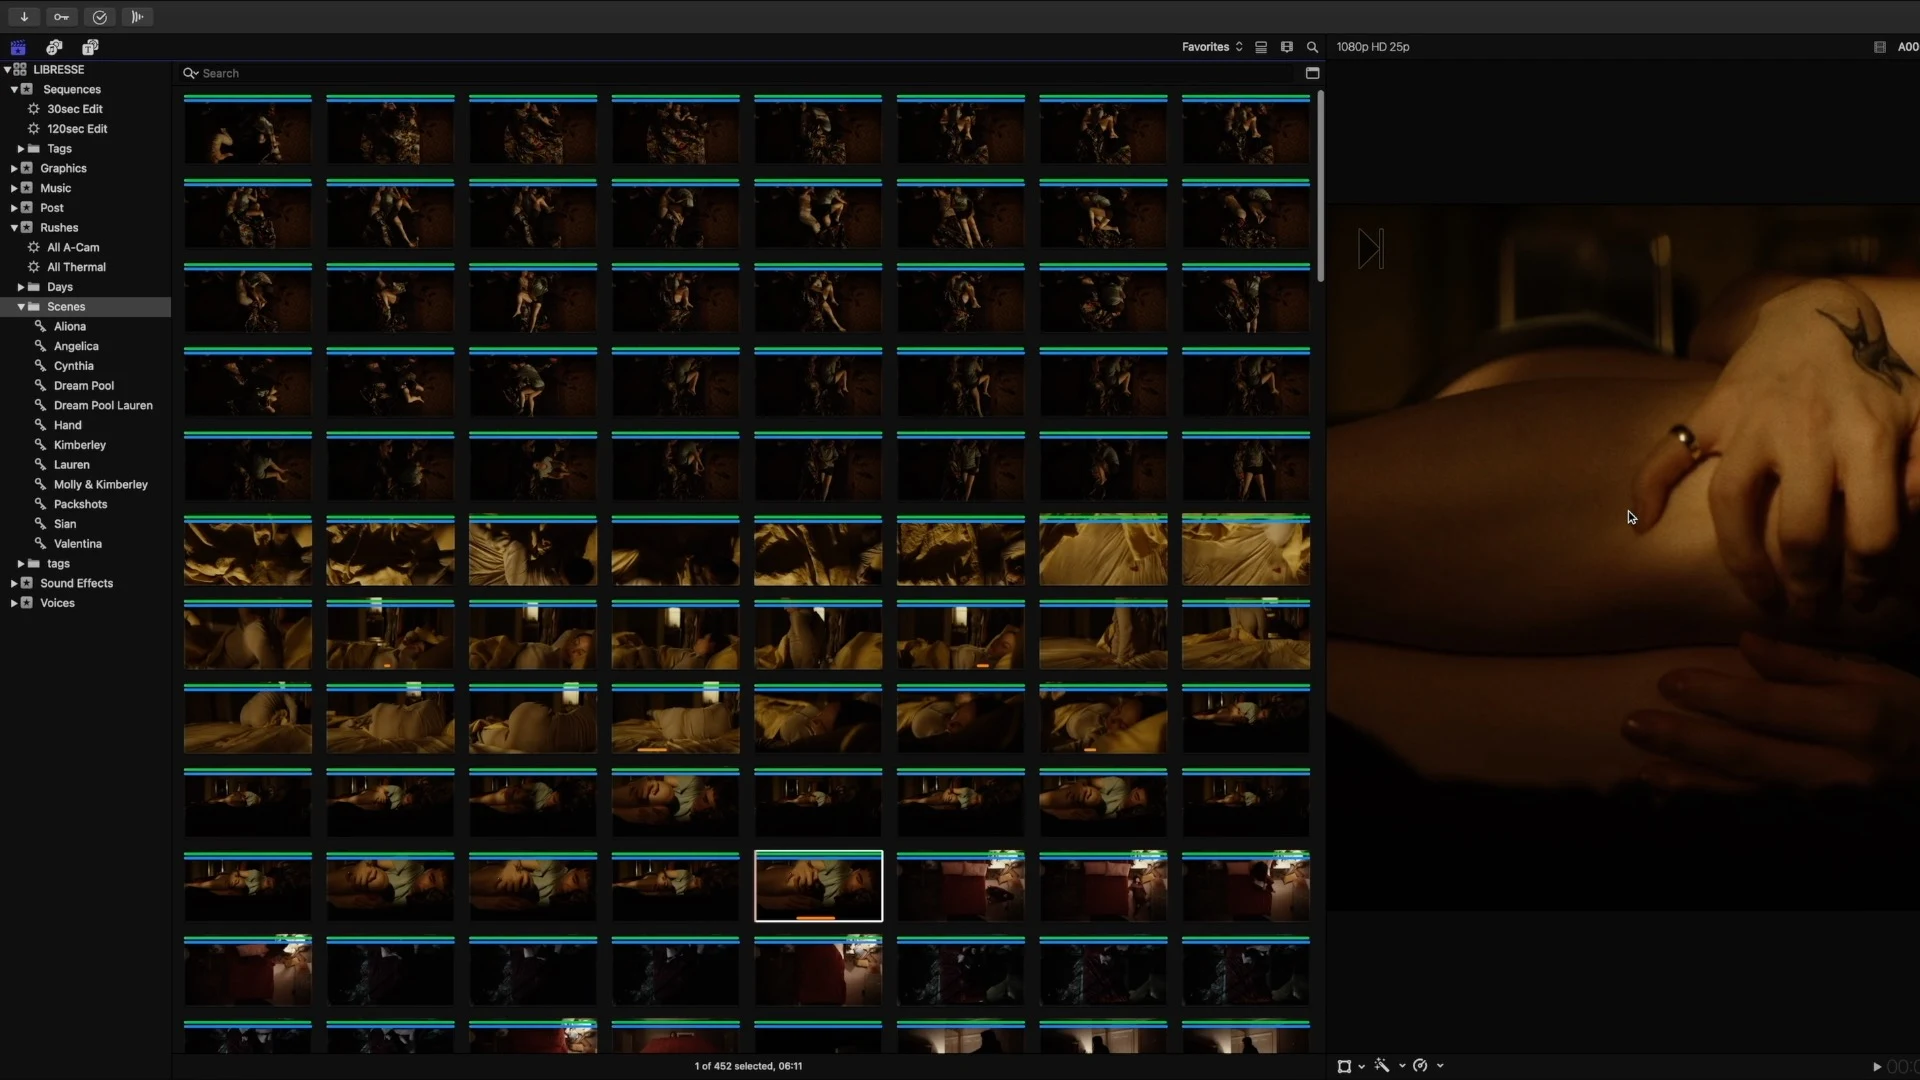 Favorites
1080p HD 25p
A00
LIBRESSE
Search
Sequences
30sec Edit
120sec Edit
Tags
Graphics
Music
Post
Rushes
All A-Cam
All Thermal
Days
Scenes
Aliona
Angelica
Cynthia
Dream Pool
Dream Pool Lauren
Hand
Kimberley
Lauren
Molly & Kimberley
Packshots
Sian
Valentina
tags
Sound Effects
Voices
1 of 452 selected, 06:11
00:0